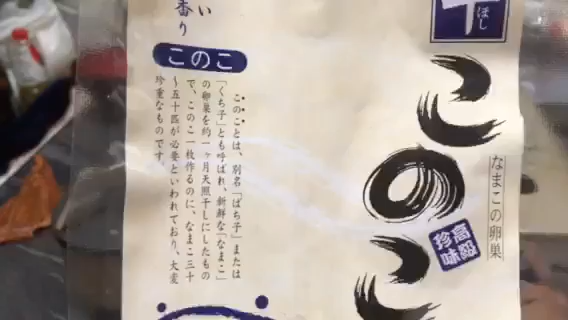 干
ぼし
このこ
なまこの卵巣
高級
珍味
い
香り
このこ
このことは、別名「ばち子」または
「くち子」とも呼ばれ、新鮮な「なまこ」
の卵巣を約一ヶ月天照干しにしたもの
で、このこ一枚作るのに、なまこ三十
〜五十匹が必要といわれており、大変
珍重なものです。